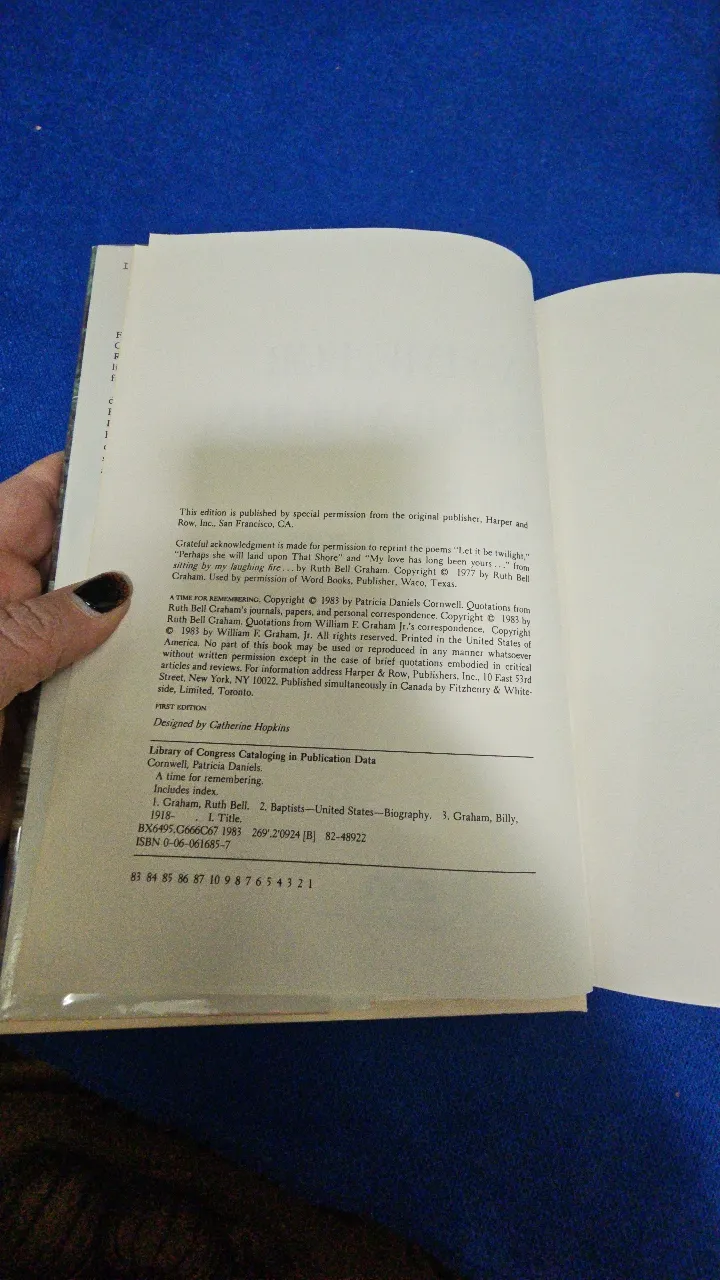 This edition is published by special permission from the original publisher, Harper and
Row, Inc., San Francisco, CA.
Grateful acknowledgment is made for permission to reprint the poems "Let it be twilight,"
"Perhaps she will land upon That Shore" and "My love has long been yours . . ." from
sitting by my laughing fire . . . by Ruth Bell Graham. Copyright © 1977 by Ruth Bell
Graham. Used by permission of Word Books, Publisher, Waco, Texas.
A TIME FOR REMEMBERING. Copyright © 1983 by Patricia Daniels Cornwell. Quotations from
Ruth Bell Graham's journals, papers, and personal correspondence. Copyright © 1983 by
Ruth Bell Graham. Quotations from William F. Graham Jr.'s correspondence, Copyright
© 1983 by William F. Graham, Jr. All rights reserved. Printed in the United States of
America. No part of this book may be used or reproduced in any manner whatsoever
without written permission except in the case of brief quotations embodied in critical
articles and reviews. For information address Harper & Row, Publishers, Inc., 10 East 53rd
Street, New York, NY 10022. Published simultaneously in Canada by Fitzhenry & White-
side, Limited, Toronto.
FIRST EDITION
Designed by Catherine Hopkins
Library of Congress Cataloging in Publication Data
Cornwell, Patricia Daniels.
A time for remembering.
Includes index.
1. Graham, Ruth Bell. 2. Baptists—United States—Biography. 3. Graham, Billy,
1918- . I. Title.
BX6495.G666C67 1983 269'.2'0924 [B] 82-48922
ISBN 0-06-061685-7
83 84 85 86 87 10 9 8 7 6 5 4 3 2 1